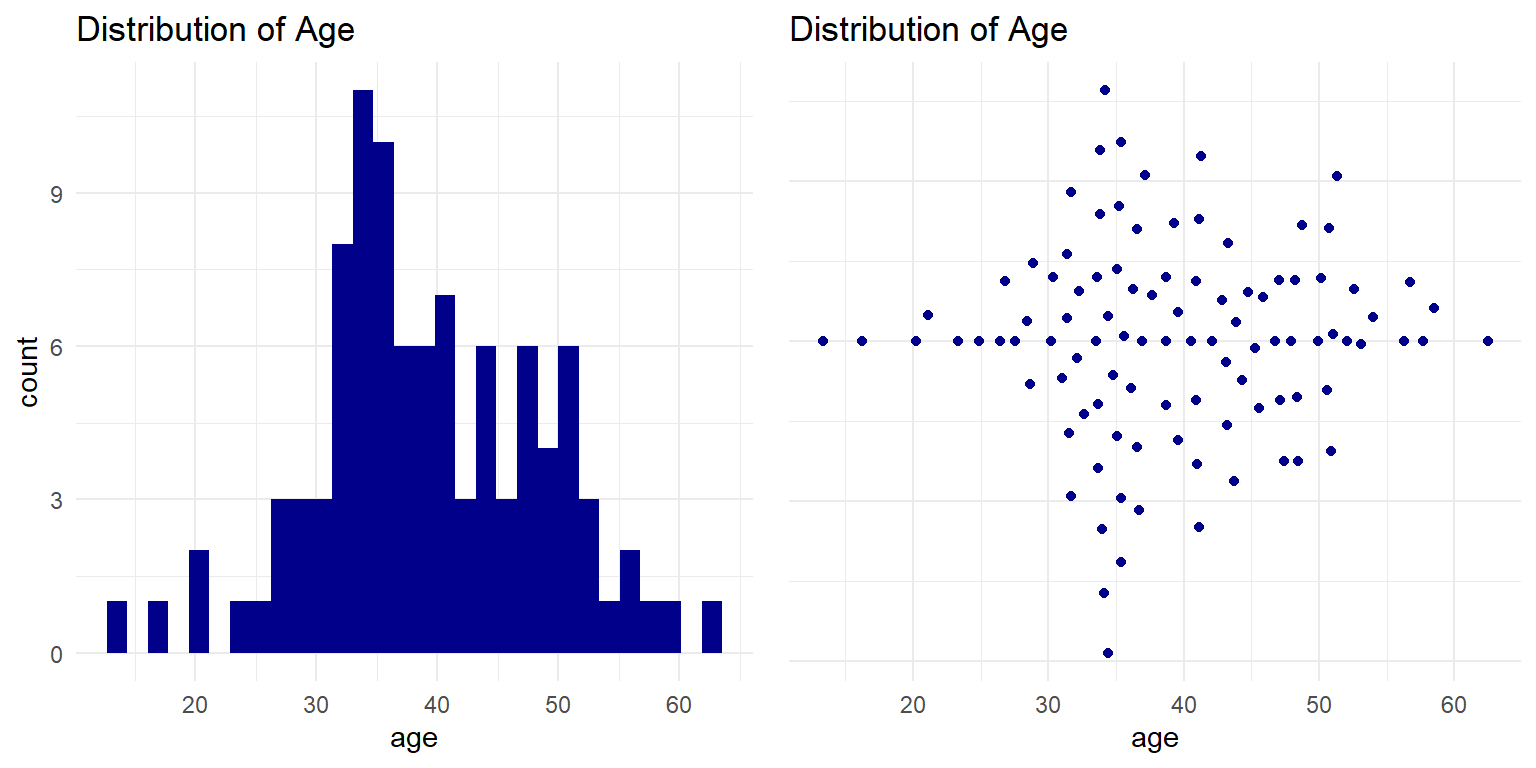 Distribution of Age
9
6
3
0
count
20 30 40 50 60
age
Distribution of Age
20 30 40 50 60
age